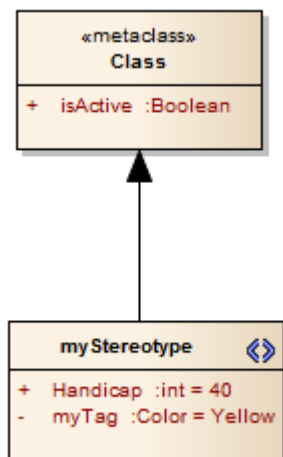 «metaclass»
Class
+ isActive :Boolean
myStereotype
+ Handicap :int = 40
- myTag :Color = Yellow